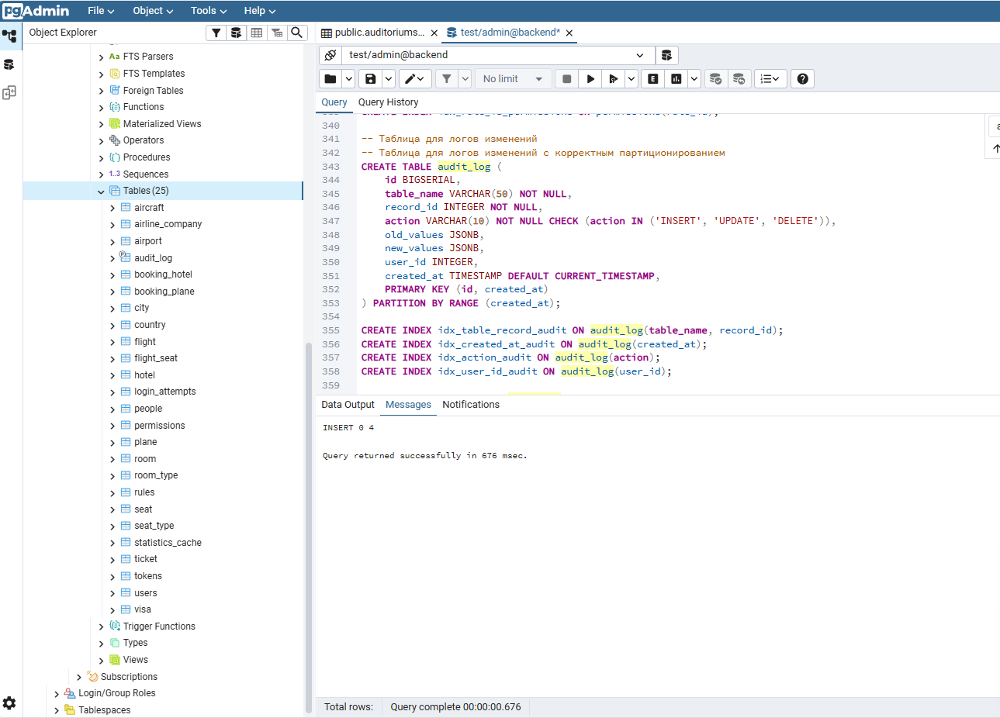 pgAdmin File Object Tools Help
Object Explorer
public.auditoriums... test/admin@backend*
test/admin@backend
No limit
Query Query History
Aa FTS Parsers
FTS Templates
Foreign Tables
Functions
Materialized Views
Operators
Procedures
1..3 Sequences
Tables (25)
aircraft
airline_company
airport
audit_log
booking_hotel
booking_plane
city
country
flight
flight_seat
hotel
login_attempts
people
permissions
plane
room
room_type
rules
seat
seat_type
statistics_cache
ticket
tokens
users
visa
Trigger Functions
Types
Views
Subscriptions
Login/Group Roles
Tablespaces
340
341 -- Таблица для логов изменений
342 -- Таблица для логов изменений с корректным партиционированием
343 CREATE TABLE audit_log (
344 id BIGSERIAL,
345 table_name VARCHAR(50) NOT NULL,
346 record_id INTEGER NOT NULL,
347 action VARCHAR(10) NOT NULL CHECK (action IN ('INSERT', 'UPDATE', 'DELETE')),
348 old_values JSONB,
349 new_values JSONB,
350 user_id INTEGER,
351 created_at TIMESTAMP DEFAULT CURRENT_TIMESTAMP,
352 PRIMARY KEY (id, created_at)
353 ) PARTITION BY RANGE (created_at);
354
355 CREATE INDEX idx_table_record_audit ON audit_log(table_name, record_id);
356 CREATE INDEX idx_created_at_audit ON audit_log(created_at);
357 CREATE INDEX idx_action_audit ON audit_log(action);
358 CREATE INDEX idx_user_id_audit ON audit_log(user_id);
359
Data Output Messages Notifications
INSERT 0 4
Query returned successfully in 676 msec.
Total rows: Query complete 00:00:00.676